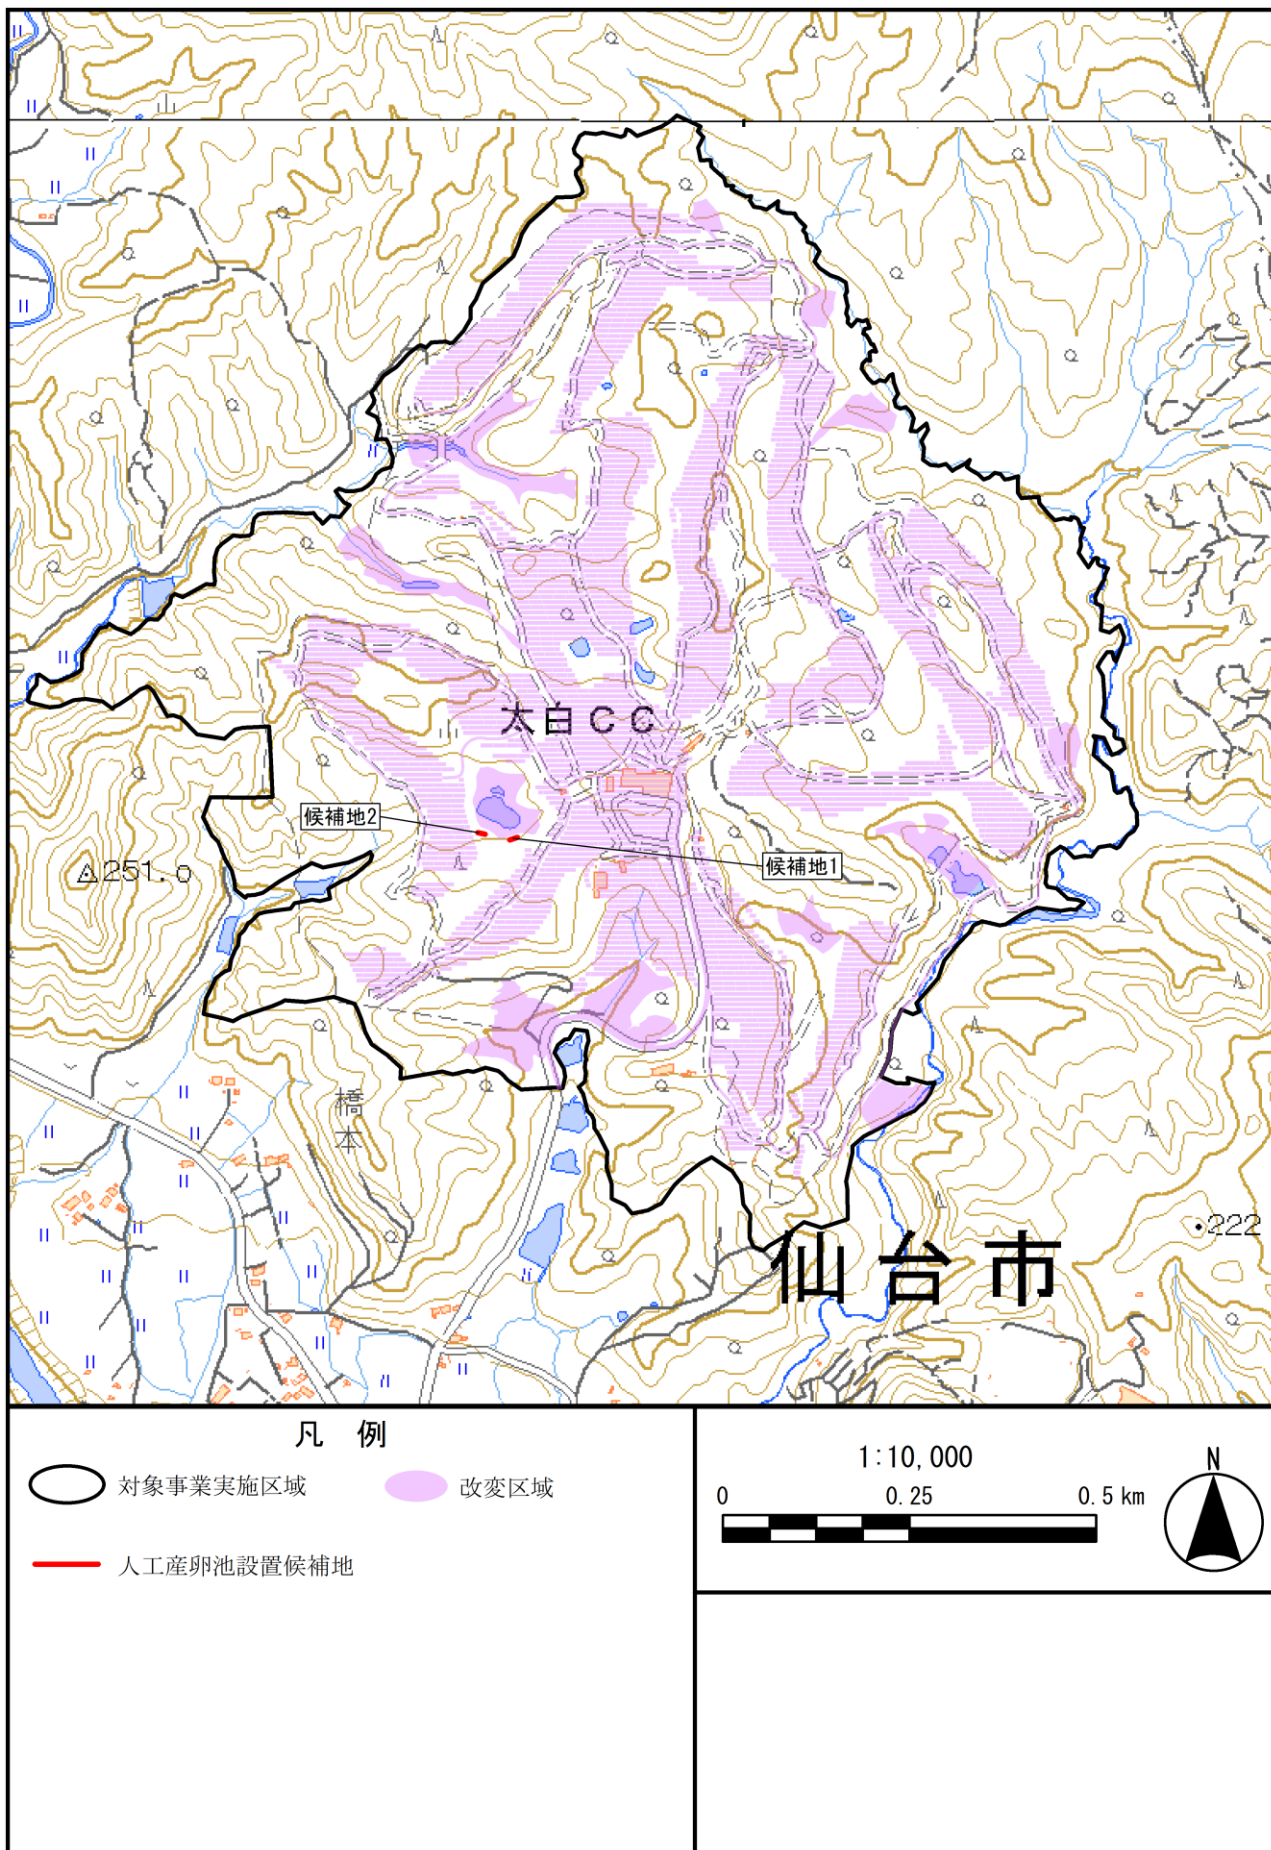 太白ＣＣ
候補地2
候補地1
251.0
橋本
222
仙台市
凡　例
対象事業実施区域
改変区域
人工産卵池設置候補地
1:10,000
0 0.25 0.5 km
N